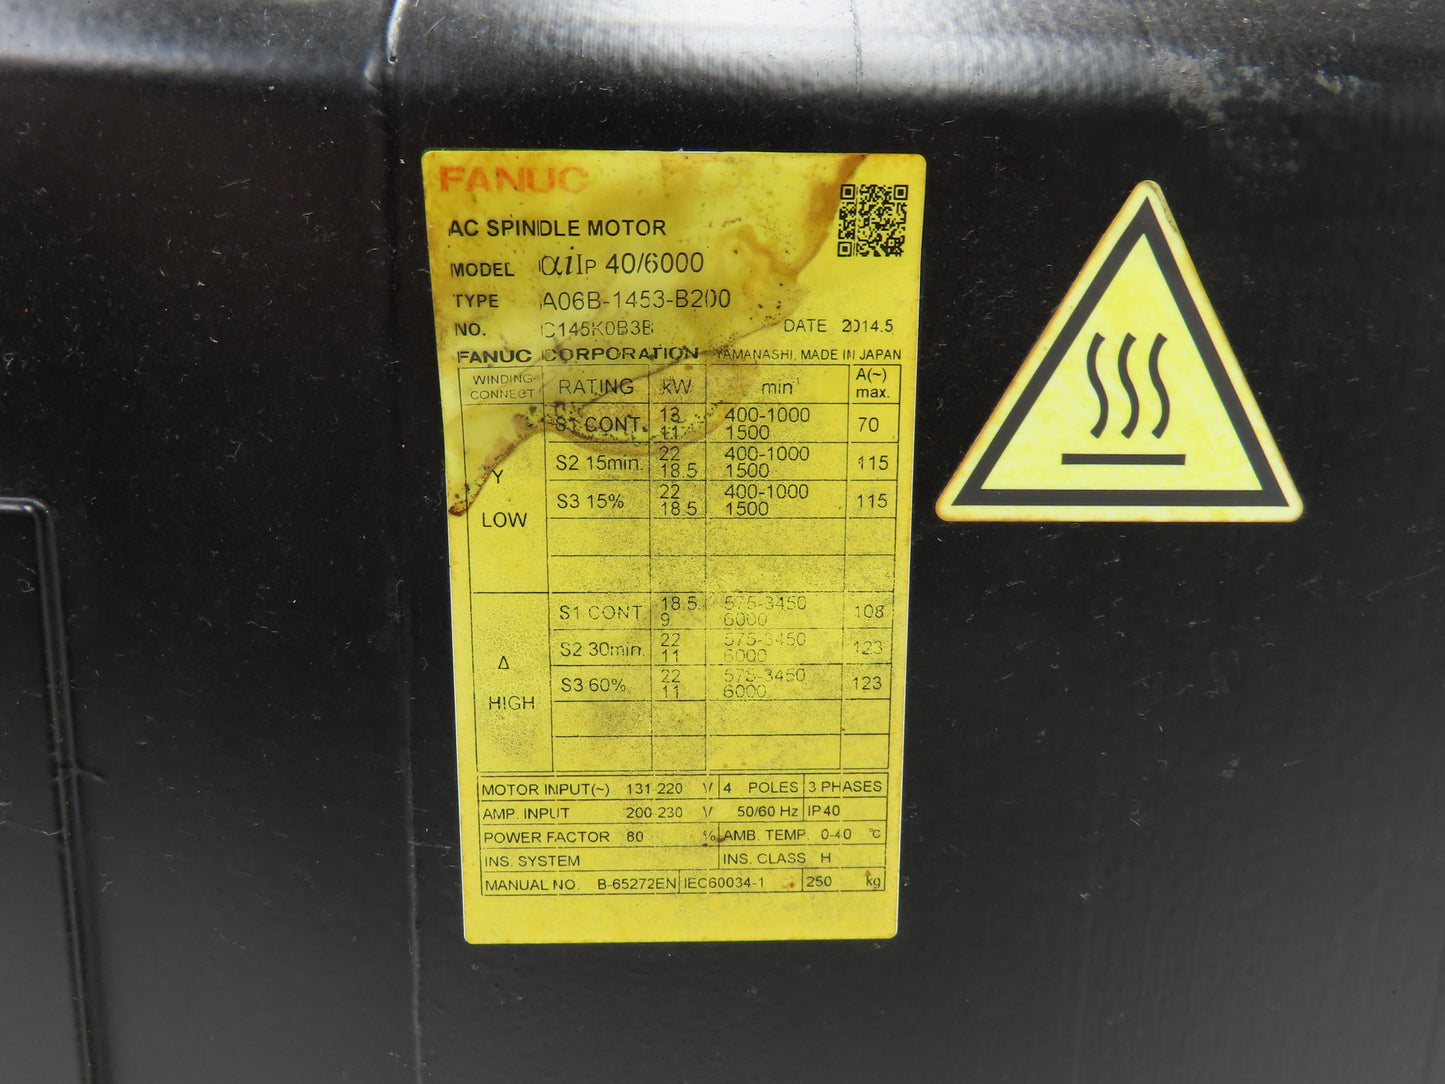 FANUC
AC SPINDLE MOTOR
MODEL αiIP 40/6000
TYPE A06B-1453-B200
NO. C145K0B3B DATE 2014.5
FANUC CORPORATION YAMANASHI, MADE IN JAPAN
WINDING CONNECT RATING kW min⁻¹ A(~) max.
Y LOW
S1 CONT. 13 400-1000 70
11 1500
S2 15min. 22 400-1000 115
18.5 1500
S3 15% 22 400-1000 115
18.5 1500
Δ HIGH
S1 CONT. 18.5 575-3450 108
9 6000
S2 30min. 22 575-3450 123
11 6000
S3 60% 22 575-3450 123
11 6000
MOTOR INPUT(~) 131-220 V 4 POLES 3 PHASES
AMP. INPUT 200-230 V 50/60 Hz IP40
POWER FACTOR 80 % AMB. TEMP. 0-40 °C
INS. SYSTEM INS. CLASS H
MANUAL NO. B-65272EN IEC60034-1 250 kg